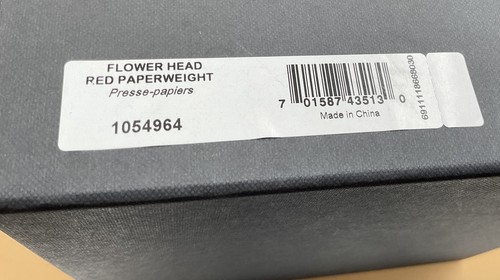 FLOWER HEAD
RED PAPERWEIGHT
Presse-papiers
1054964
7 01587 43513 0
Made in China
6911118668030